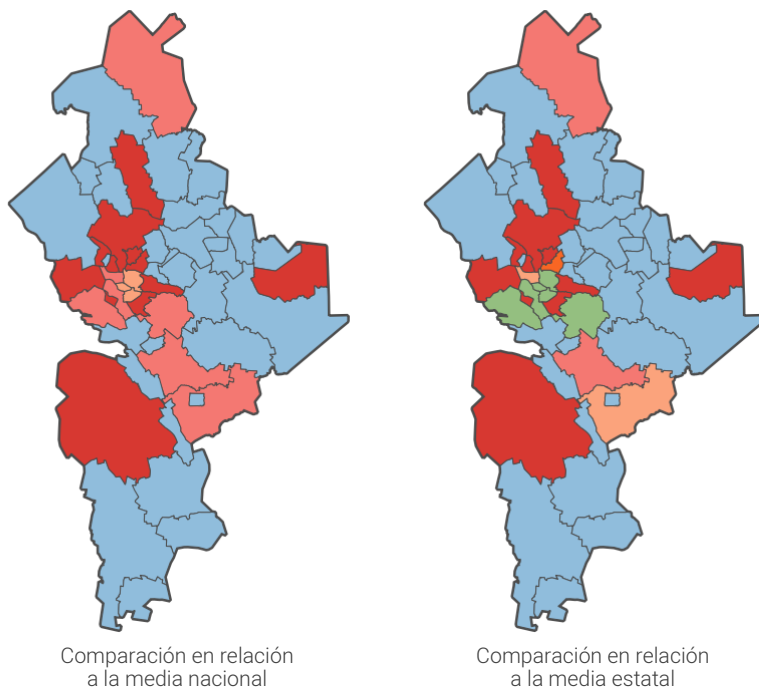 Comparación en relación
a la media nacional
Comparación en relación
a la media estatal